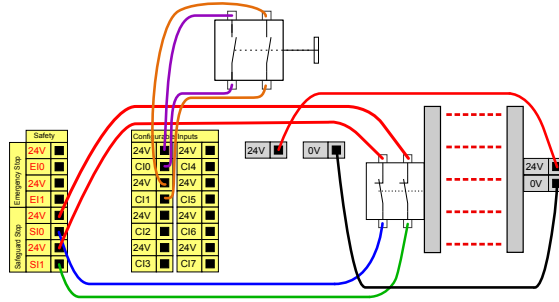 Safety
Emergency Stop
24V
EI0
24V
EI1
Safeguard Stop
24V
SI0
24V
SI1
Configurable Inputs
24V 24V
CI0 CI4
24V 24V
CI1 CI5
24V 24V
CI2 CI6
24V 24V
CI3 CI7
24V 0V
24V
0V